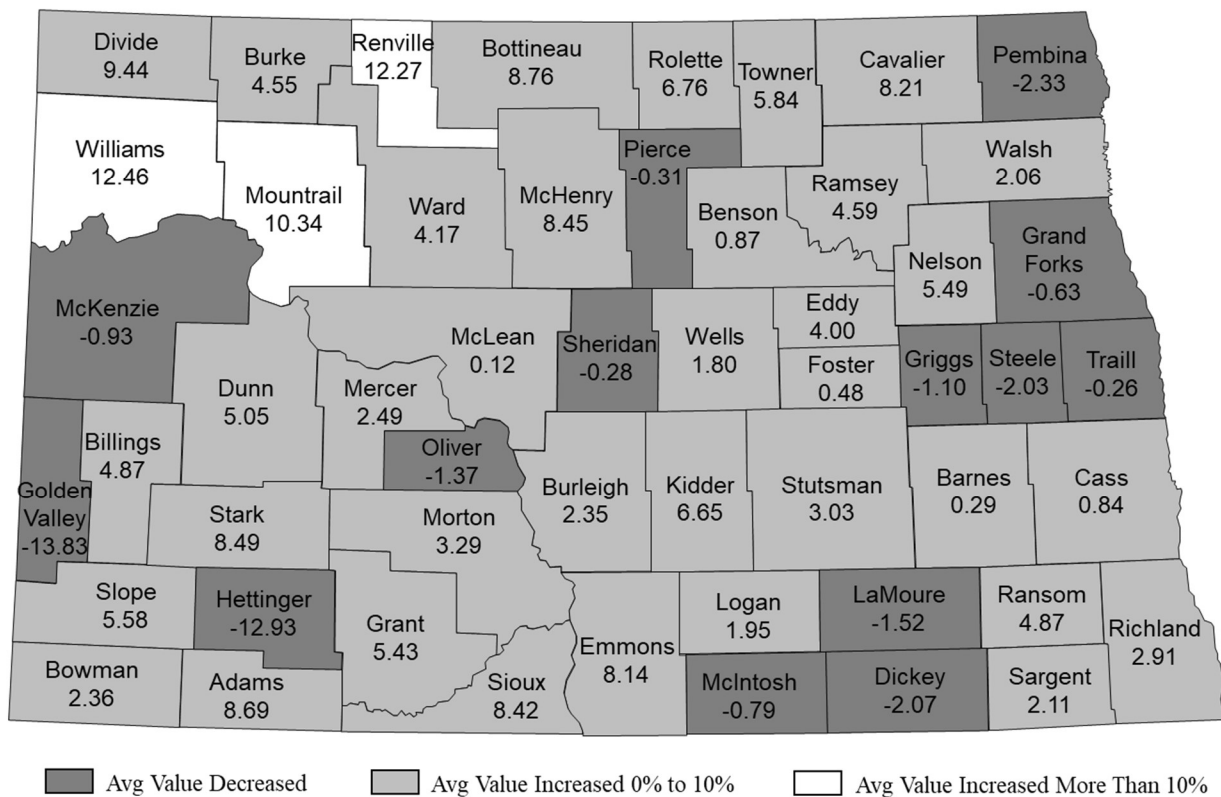 Divide
9.44
Burke
4.55
Renville
12.27
Bottineau
8.76
Rolette
6.76
Towner
5.84
Cavalier
8.21
Pembina
-2.33
Williams
12.46
Mountrail
10.34
Ward
4.17
McHenry
8.45
Pierce
-0.31
Benson
0.87
Ramsey
4.59
Walsh
2.06
Nelson
5.49
Grand
Forks
-0.63
McKenzie
-0.93
Dunn
5.05
Mercer
2.49
McLean
0.12
Sheridan
-0.28
Wells
1.80
Eddy
4.00
Foster
0.48
Griggs
-1.10
Steele
-2.03
Traill
-0.26
Golden
Valley
-13.83
Billings
4.87
Stark
8.49
Oliver
-1.37
Morton
3.29
Burleigh
2.35
Kidder
6.65
Stutsman
3.03
Barnes
0.29
Cass
0.84
Slope
5.58
Hettinger
-12.93
Grant
5.43
Bowman
2.36
Adams
8.69
Sioux
8.42
Emmons
8.14
Logan
1.95
LaMoure
-1.52
Ransom
4.87
Richland
2.91
McIntosh
-0.79
Dickey
-2.07
Sargent
2.11
Avg Value Decreased
Avg Value Increased 0% to 10%
Avg Value Increased More Than 10%